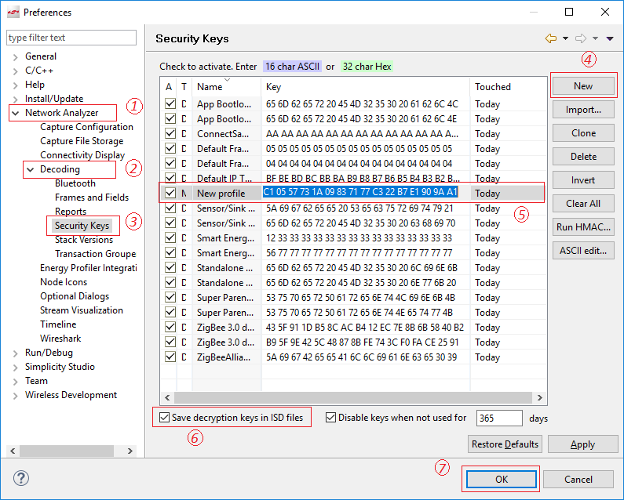 Preferences
type filter text
General
C/C++
Help
Install/Update
Network Analyzer
Capture Configuration
Capture File Storage
Connectivity Display
Decoding
Bluetooth
Frames and Fields
Reports
Security Keys
Stack Versions
Transaction Groupe
Energy Profiler Integrati
Node Icons
Optional Dialogs
Stream Visualization
Timeline
Wireshark
Run/Debug
Simplicity Studio
Team
Wireless Development
1
2
3
Security Keys
Check to activate. Enter 16 char ASCII or 32 char Hex
A T Name Key Touched
D App Bootlo... 65 6D 62 65 72 20 45 4D 32 35 30 20 61 62 6C 4C Today
D App Bootlo... 65 6D 62 65 72 20 45 4D 32 35 30 20 61 62 6C 4E Today
D ConnectSa... AA AA AA AA AA AA AA AA AA AA AA AA AA AA A... Today
D Default Fra... 05 05 05 05 05 05 05 05 05 05 05 05 05 05 05 05 Today
D Default Fra... 04 04 04 04 04 04 04 04 04 04 04 04 04 04 04 04 Today
D Default IP T... BF BE BD BC BB BA B9 B8 B7 B6 B5 B4 B3 B2 B... Today
M New profile C1 05 57 73 1A 09 83 71 77 C3 22 B7 E1 90 9A A1 Today
D Sensor/Sink ... 5A 69 67 62 65 65 20 53 65 63 75 72 69 74 79 21 Today
D Sensor/Sink ... 65 6D 62 65 72 20 45 4D 32 35 30 20 63 68 69 70 Today
D Smart Energ... 12 33 33 33 33 33 33 33 33 33 33 33 33 33 33 33 Today
D Smart Energ... 56 77 77 77 77 77 77 77 77 77 77 77 77 77 77 77 Today
D Standalone ... 65 6D 62 65 72 20 45 4D 32 35 30 20 6C 69 6E 6B Today
D Standalone ... 65 6D 62 65 72 20 45 4D 32 35 30 20 6E 77 6B 20 Today
D Super Paren... 53 75 70 65 72 50 61 72 65 6E 74 4C 69 6E 6B 4B Today
D Super Paren... 53 75 70 65 72 50 61 72 65 6E 74 4E 65 74 77 4B Today
D ZigBee 3.0 d... 43 5F 91 1D B5 8C AC B4 12 EC 7E 8B 6B 58 40 B2 Today
D ZigBee 3.0 d... B9 5F 9E 42 5C 48 87 8B FE 74 3C F0 FA CE 25 91 Today
D ZigBeeAllia... 5A 69 67 42 65 65 41 6C 6C 69 61 6E 63 65 30 39 Today
4
New
Import...
Clone
Delete
Invert
Clear All
Run HMAC...
ASCII edit...
5
Save decryption keys in ISD files
Disable keys when not used for 365 days
6
Restore Defaults
Apply
7
OK
Cancel